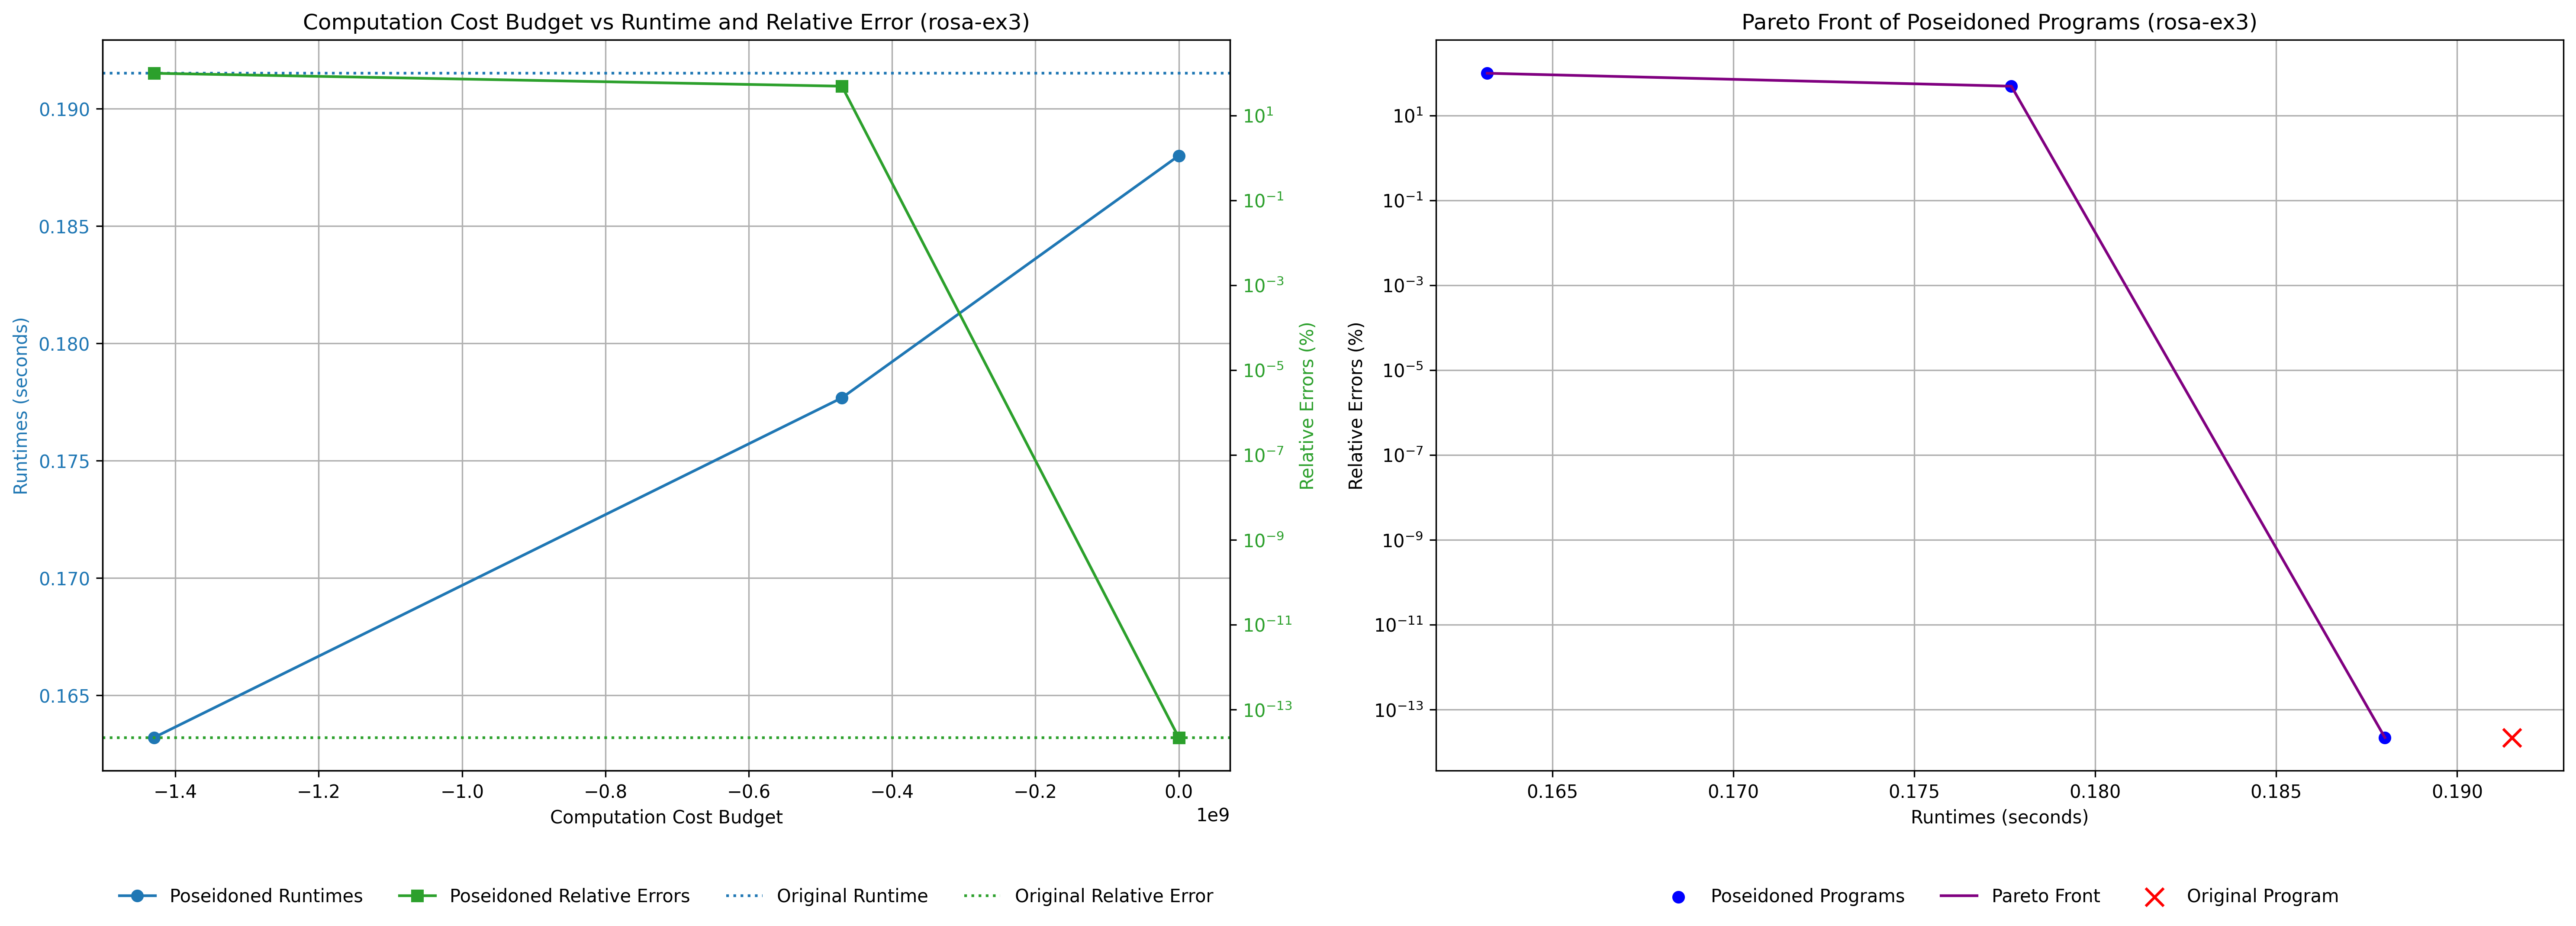 Computation Cost Budget vs Runtime and Relative Error (rosa-ex3)
0.190
0.185
0.180
0.175
0.170
0.165
Runtimes (seconds)
10¹
10⁻¹
10⁻³
10⁻⁵
10⁻⁷
10⁻⁹
10⁻¹¹
10⁻¹³
Relative Errors (%)
−1.4 −1.2 −1.0 −0.8 −0.6 −0.4 −0.2 0.0
1e9
Computation Cost Budget
Poseidoned Runtimes Poseidoned Relative Errors Original Runtime Original Relative Error
Pareto Front of Poseidoned Programs (rosa-ex3)
10¹
10⁻¹
10⁻³
10⁻⁵
10⁻⁷
10⁻⁹
10⁻¹¹
10⁻¹³
Relative Errors (%)
0.165 0.170 0.175 0.180 0.185 0.190
Runtimes (seconds)
Poseidoned Programs Pareto Front Original Program